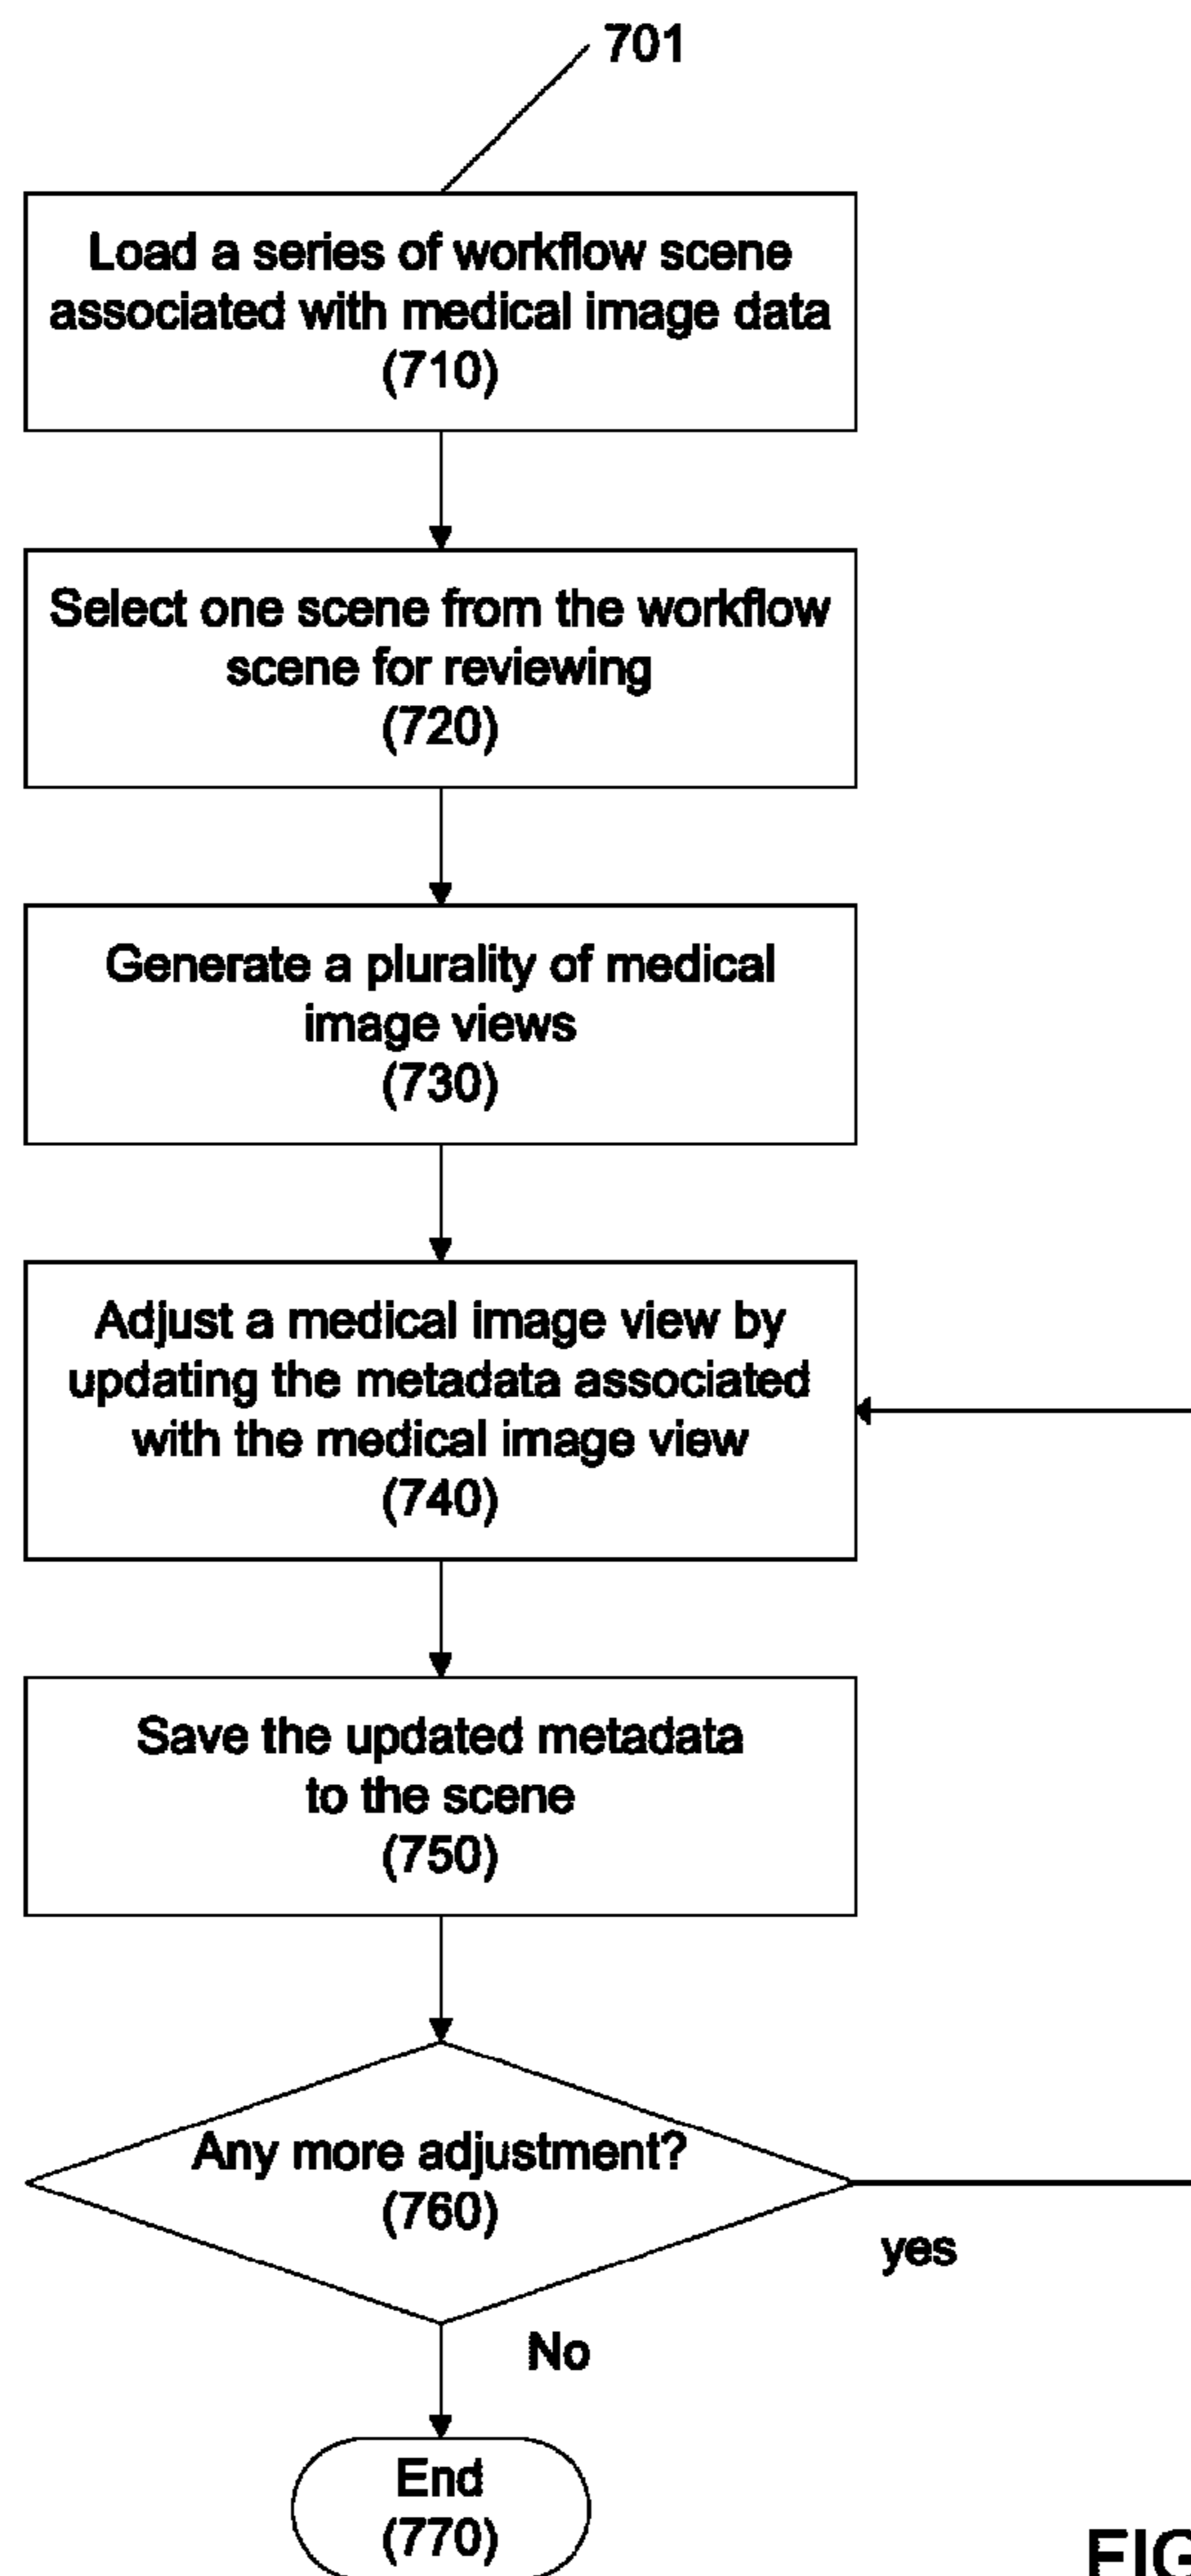 701
Load a series of workflow scene
associated with medical image data
(710)
Select one scene from the workflow
scene for reviewing
(720)
Generate a plurality of medical
image views
(730)
Adjust a medical image view by
updating the metadata associated
with the medical image view
(740)
Save the updated metadata
to the scene
(750)
Any more adjustment?
(760)
yes
No
End
(770)
FIG